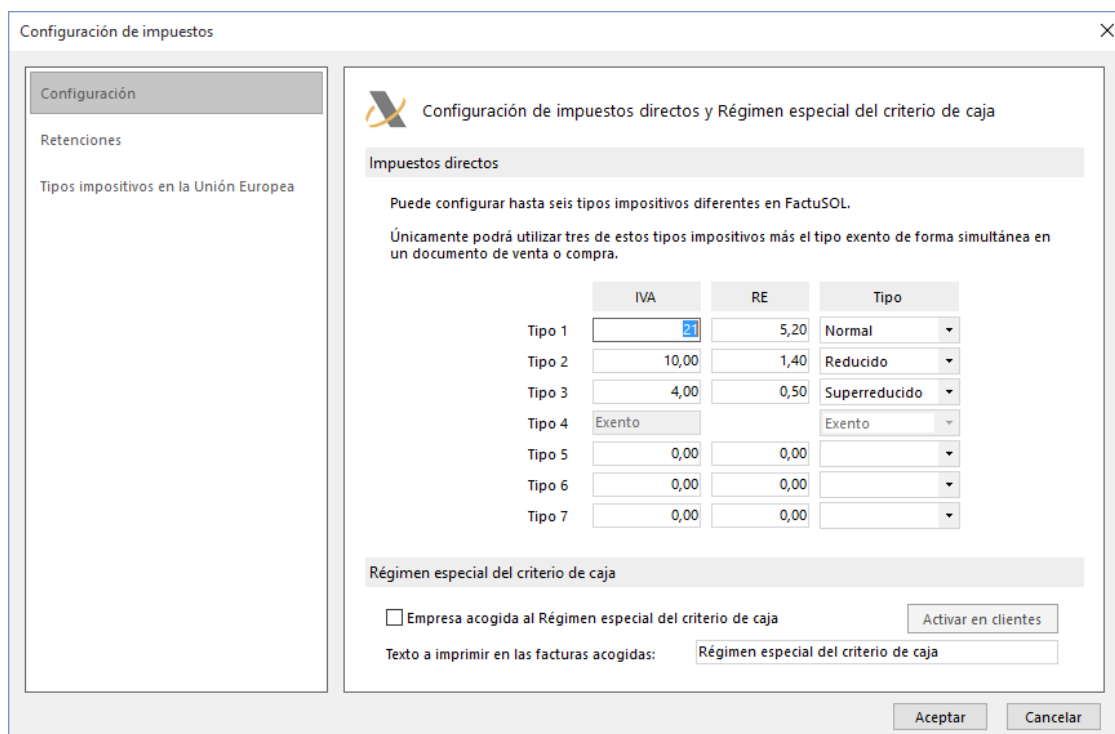 Configuración de impuestos
Configuración
Retenciones
Tipos impositivos en la Unión Europea
Configuración de impuestos directos y Régimen especial del criterio de caja
Impuestos directos
Puede configurar hasta seis tipos impositivos diferentes en FactuSOL.
Únicamente podrá utilizar tres de estos tipos impositivos más el tipo exento de forma simultánea en
un documento de venta o compra.
IVA RE Tipo
Tipo 1 21 5,20 Normal
Tipo 2 10,00 1,40 Reducido
Tipo 3 4,00 0,50 Superreducido
Tipo 4 Exento Exento
Tipo 5 0,00 0,00
Tipo 6 0,00 0,00
Tipo 7 0,00 0,00
Régimen especial del criterio de caja
Empresa acogida al Régimen especial del criterio de caja Activar en clientes
Texto a imprimir en las facturas acogidas: Régimen especial del criterio de caja
Aceptar Cancelar